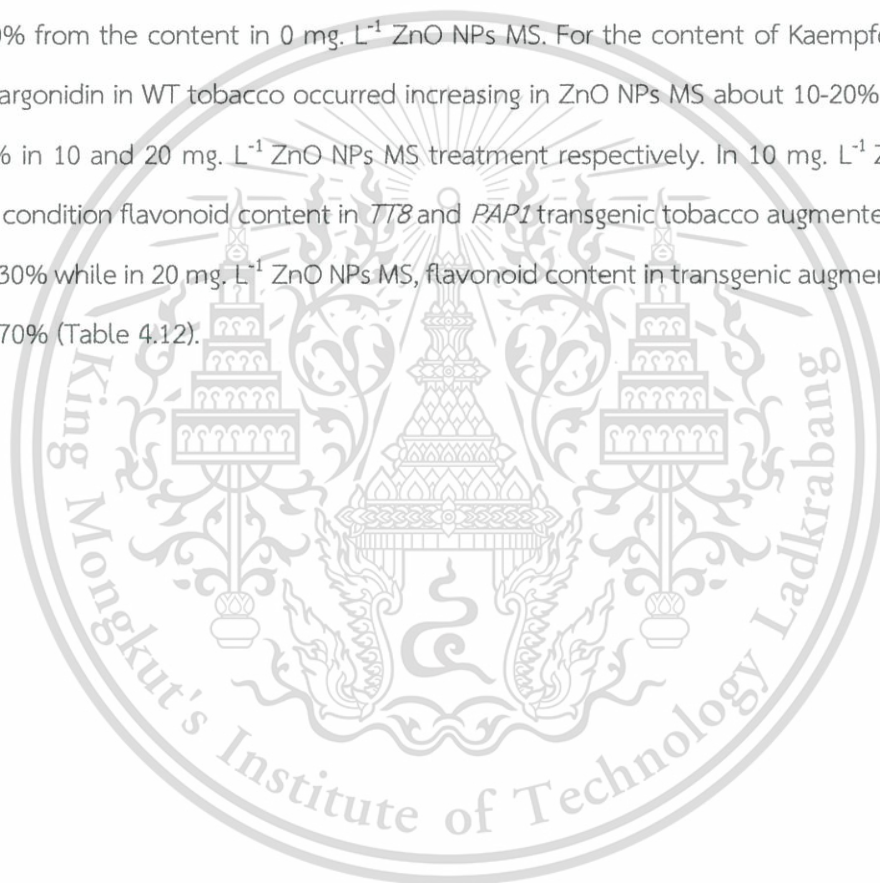 % from the content in 0 mg. L⁻¹ ZnO NPs MS. For the content of
argonidin in WT tobacco occurred increasing in ZnO NPs MS about 10-20%
% in 10 and 20 mg. L⁻¹ ZnO NPs MS treatment respectively. In 10 mg. L⁻¹
condition flavonoid content in TT8 and PAP1 transgenic tobacco augmente
30% while in 20 mg. L⁻¹ ZnO NPs MS, flavonoid content in transgenic augmen
70% (Table 4.12).
King Mongkut's Institute of Technology Ladkrabang